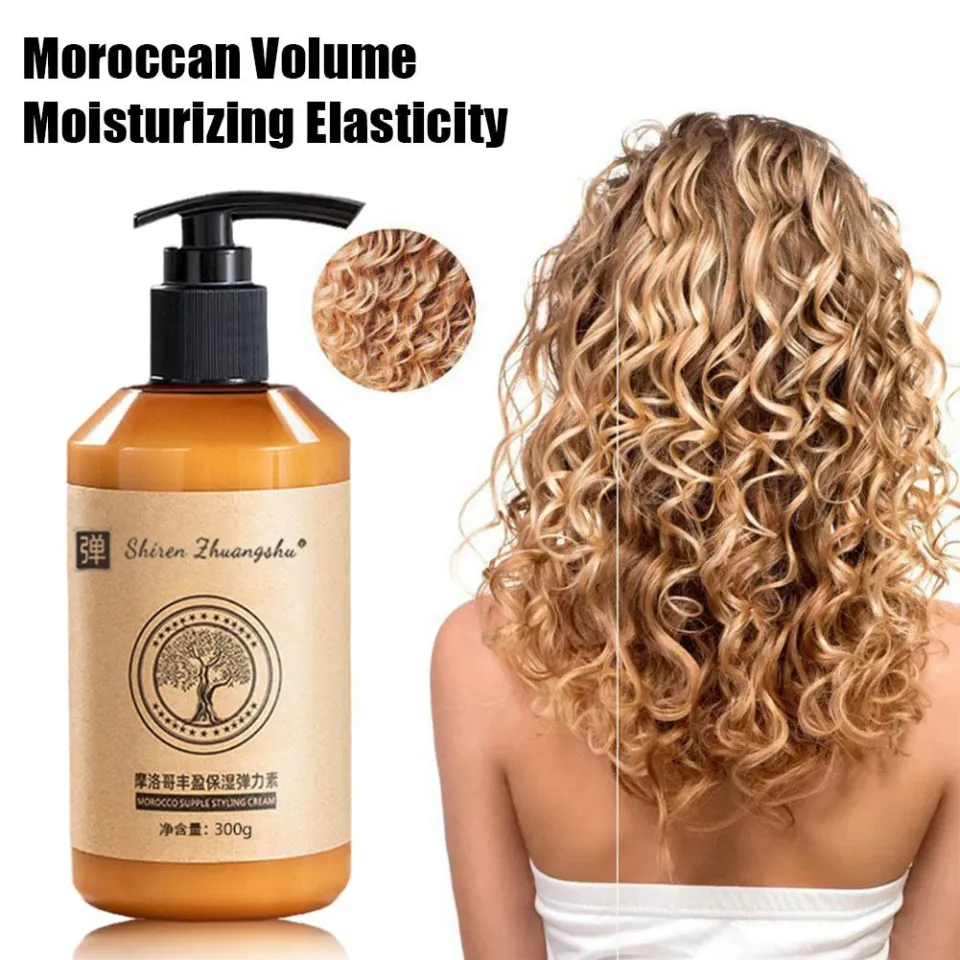 Moroccan Volume
Moisturizing Elasticity
弹 Shiren Zhuangshu®
摩洛哥丰盈保湿弹力素
MOROCCO SUPPLE STYLING CREAM
净含量：300g